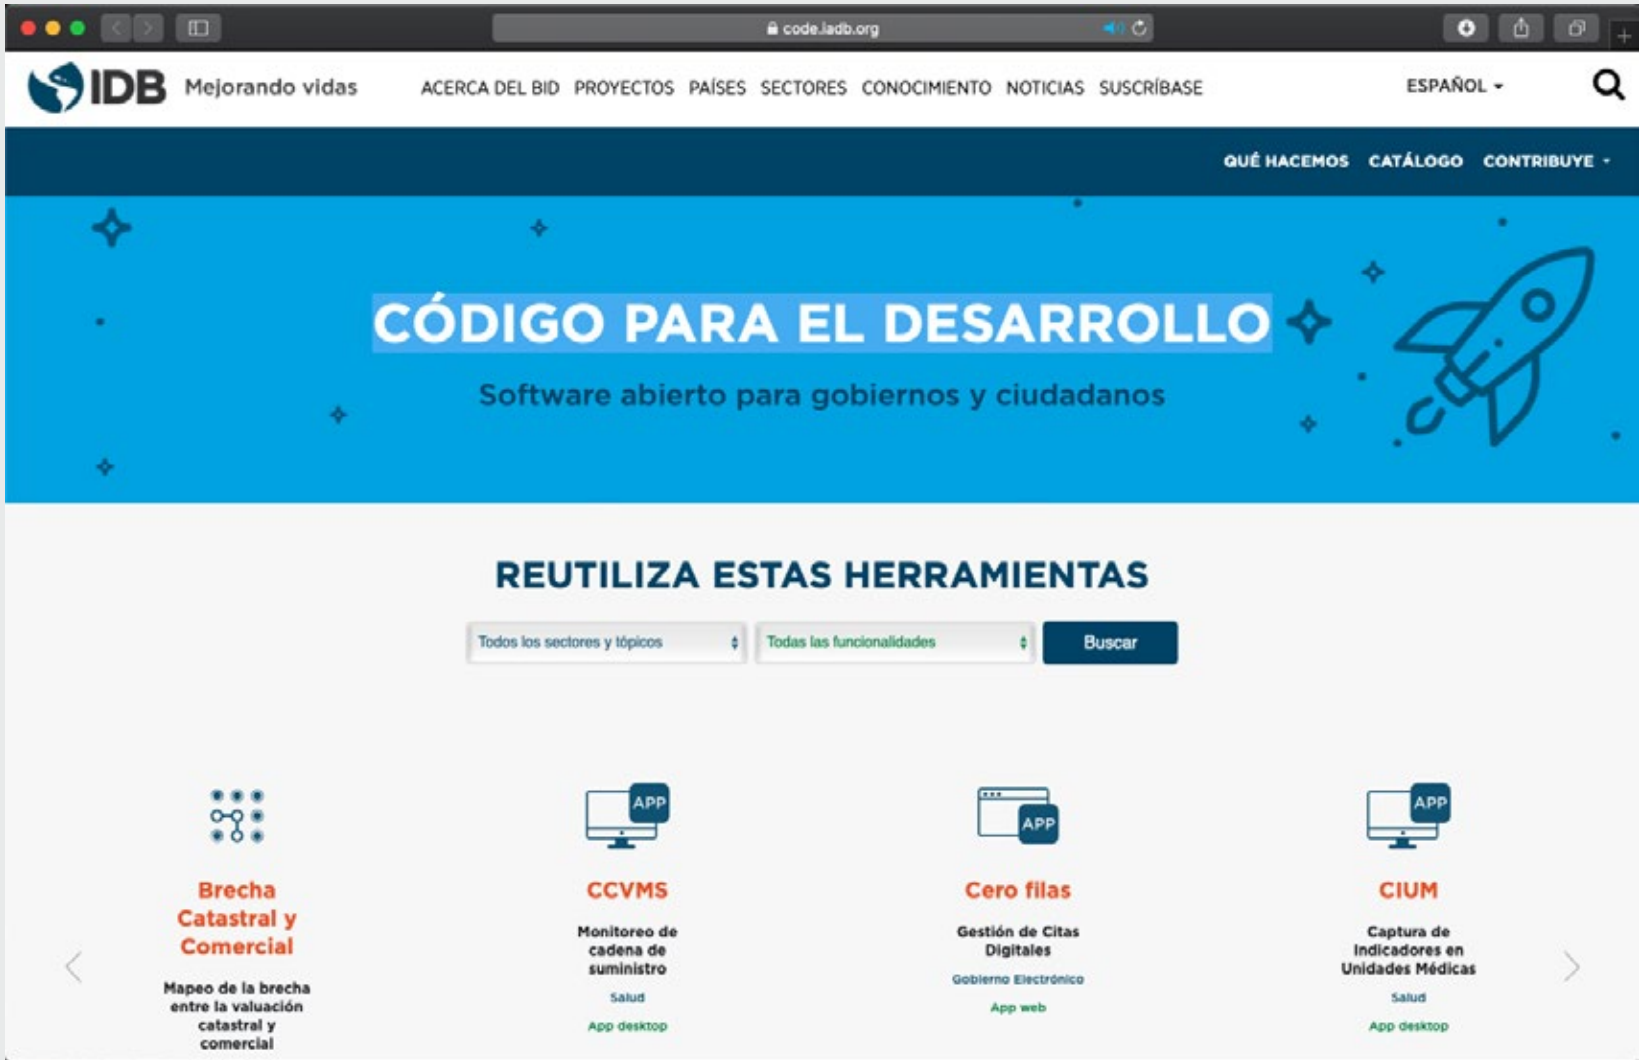 code.iadb.org
IDB Mejorando vidas ACERCA DEL BID PROYECTOS PAÍSES SECTORES CONOCIMIENTO NOTICIAS SUSCRÍBASE ESPAÑOL
QUÉ HACEMOS CATÁLOGO CONTRIBUYE
CÓDIGO PARA EL DESARROLLO
Software abierto para gobiernos y ciudadanos
REUTILIZA ESTAS HERRAMIENTAS
Todos los sectores y tópicos Todas las funcionalidades Buscar
Brecha
Catastral y
Comercial
Mapeo de la brecha
entre la valuación
catastral y
comercial
APP
CCVMS
Monitoreo de
cadena de
suministro
Salud
App desktop
APP
Cero filas
Gestión de Citas
Digitales
Gobierno Electrónico
App web
APP
CIUM
Captura de
Indicadores en
Unidades Médicas
Salud
App desktop